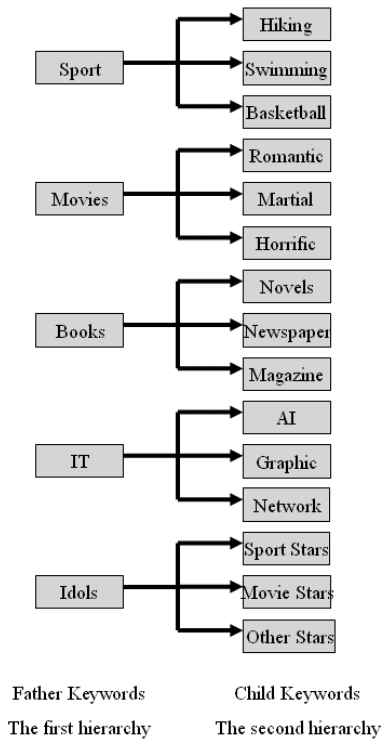 Hiking
Sport
Swimming
Basketball
Romantic
Movies
Martial
Horrific
Novels
Books
Newspaper
Magazine
AI
IT
Graphic
Network
Sport Stars
Idols
Movie Stars
Other Stars
Father Keywords
Child Keywords
The first hierarchy
The second hierarchy